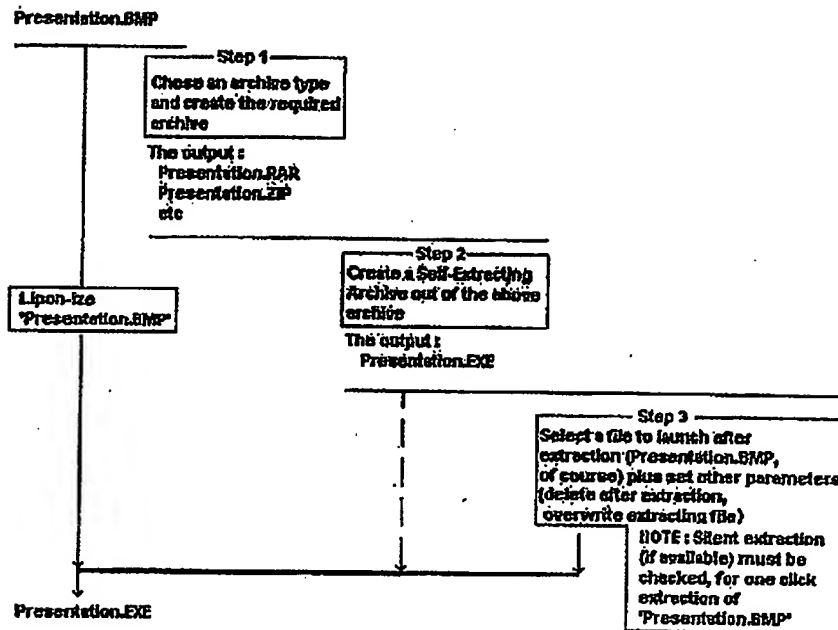 Presentation.BMP
Step 1
Chose an archive type
and create the required
archive
The output :
Presentation.RAR
Presentation.ZIP
etc
Step 2
Create a Self-Extracting
Archive out of the above
archive
The output :
Presentation.EXE
Lipon-ize
"Presentation.BMP"
Step 3
Select a file to launch after
extraction (Presentation.BMP,
of course) plus set other parameters
(delete after extraction,
overwrite extracting file)
NOTE : Silent extraction
(if available) must be
checked, for one click
extraction of
"Presentation.BMP"
Presentation.EXE